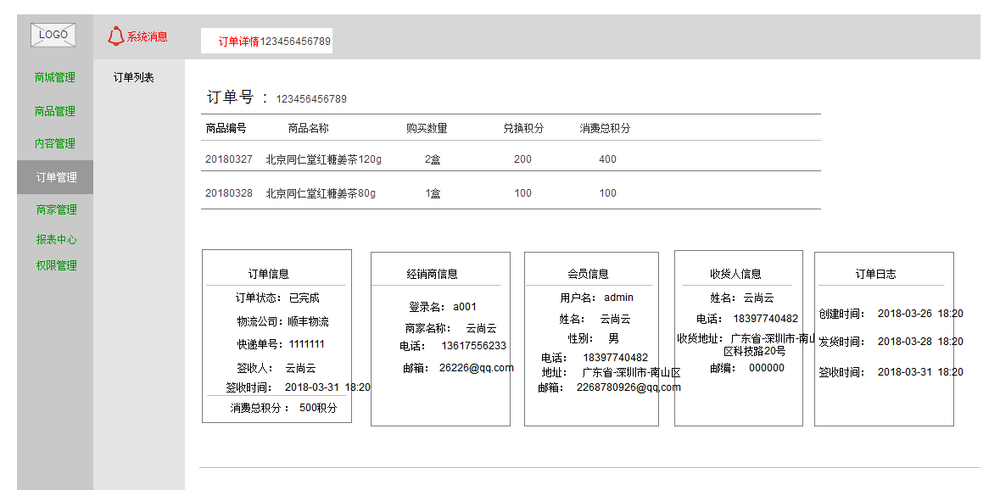 LOGO
系统消息
订单详情123456456789
商城管理
商品管理
内容管理
订单管理
商家管理
报表中心
权限管理
订单列表
订单号 ： 123456456789
商品编号 商品名称 购买数量 兑换积分 消费总积分
20180327 北京同仁堂红糖姜茶120g 2盒 200 400
20180328 北京同仁堂红糖姜茶80g 1盒 100 100
订单信息
订单状态： 已完成
物流公司：顺丰物流
快递单号：1111111
签收人： 云尚云
签收时间： 2018-03-31 18:20
消费总积分： 500积分
经销商信息
登录名： a001
商家名称： 云尚云
电话： 13617556233
邮箱： 26226@qq.com
会员信息
用户名： admin
姓名： 云尚云
性别： 男
电话： 18397740482
地址： 广东省-深圳市-南山区
邮箱： 2268780926@qq,com
收货人信息
姓名： 云尚云
电话： 18397740482
收货地址： 广东省-深圳市-南山
区科技路20号
邮编： 000000
订单日志
创建时间： 2018-03-26 18:20
发货时间： 2018-03-28 18:20
签收时间： 2018-03-31 18:20